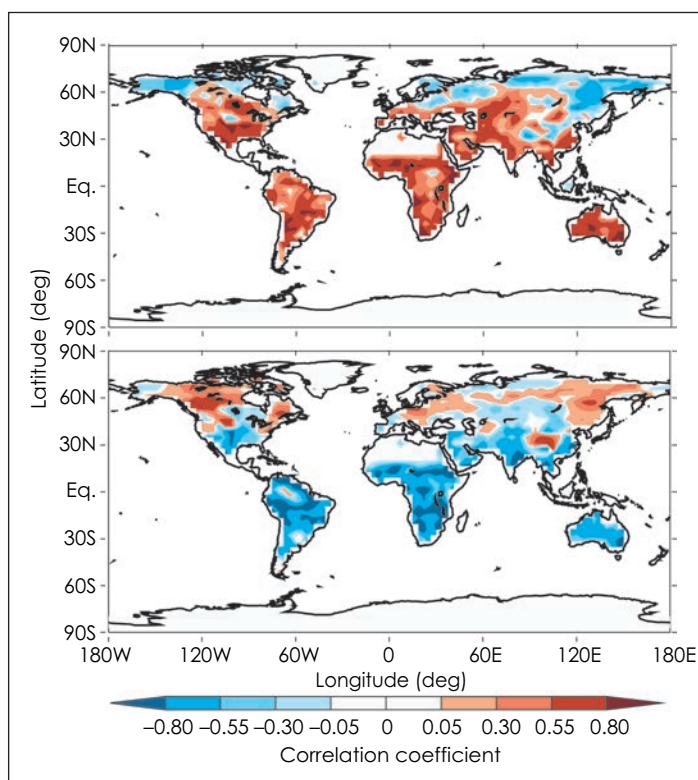 90N
60N
30N
Eq.
30S
60S
90S
90N
60N
30N
Eq.
30S
60S
90S
Latitude (deg)
180W 120W 60W 0 60E 120E 180E
Longitude (deg)
–0.80 –0.55 –0.30 –0.05 0 0.05 0.30 0.55 0.80
Correlation coefficient